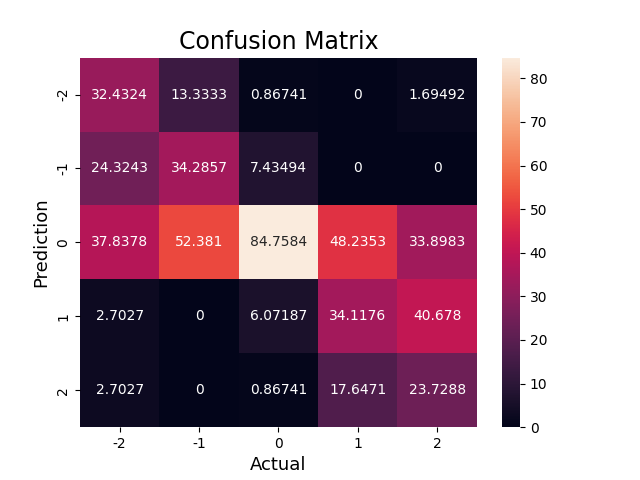 Confusion Matrix
Prediction
-2 32.4324 13.3333 0.86741 0 1.69492
-1 24.3243 34.2857 7.43494 0 0
0 37.8378 52.381 84.7584 48.2353 33.8983
1 2.7027 0 6.07187 34.1176 40.678
2 2.7027 0 0.86741 17.6471 23.7288
-2 -1 0 1 2
Actual
80
70
60
50
40
30
20
10
0